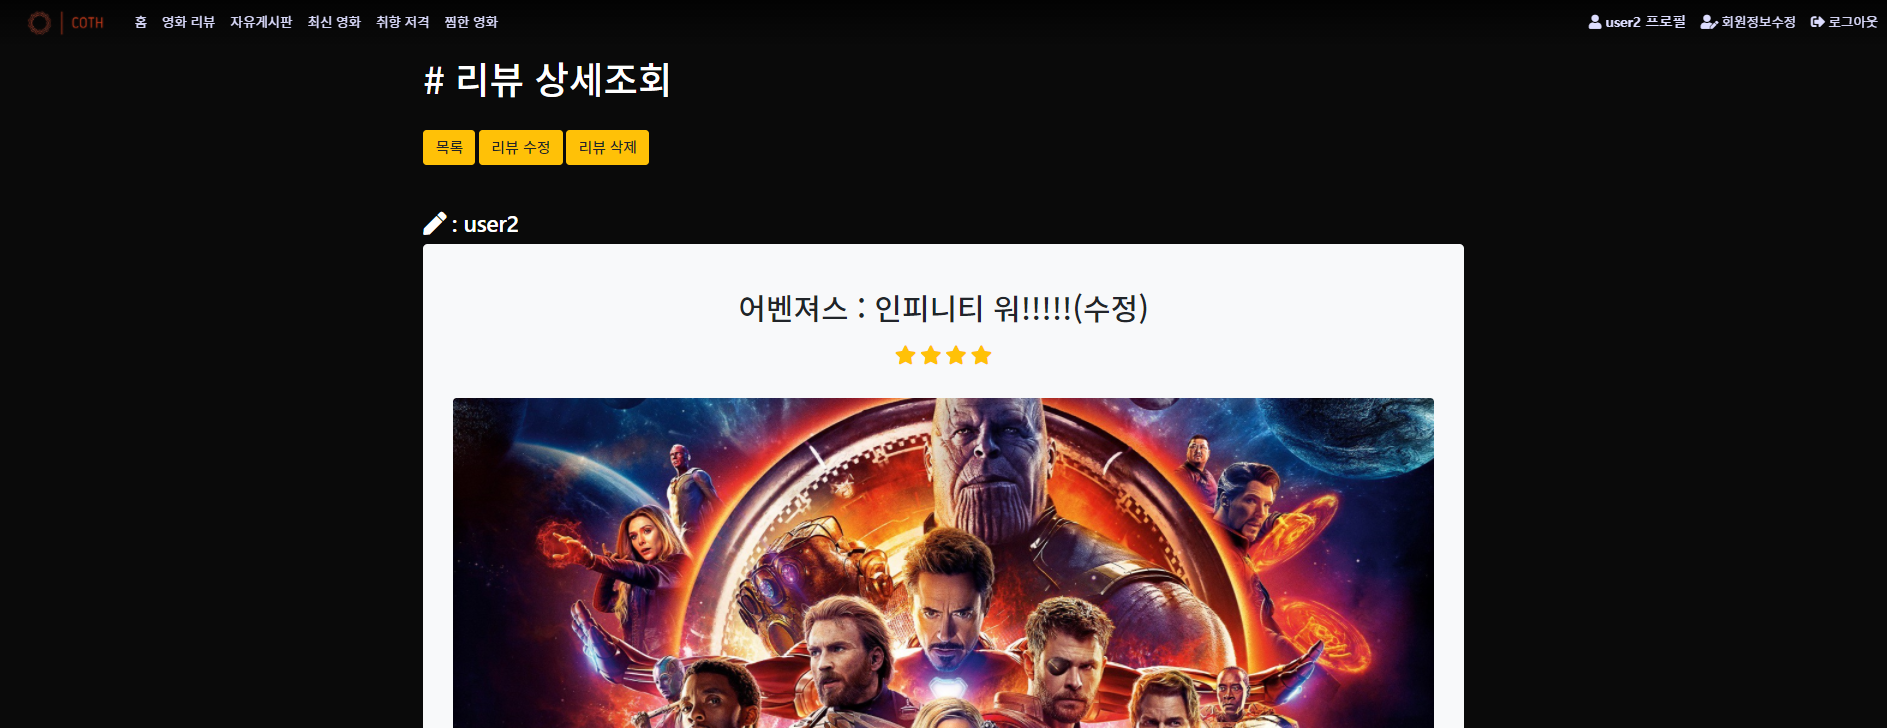 COTH 홈 영화 리뷰 자유게시판 최신 영화 취향 저격 찜한 영화 user2 프로필 회원정보수정 로그아웃
# 리뷰 상세조회
목록 리뷰 수정 리뷰 삭제
: user2
어벤져스 : 인피니티 워!!!!!(수정)